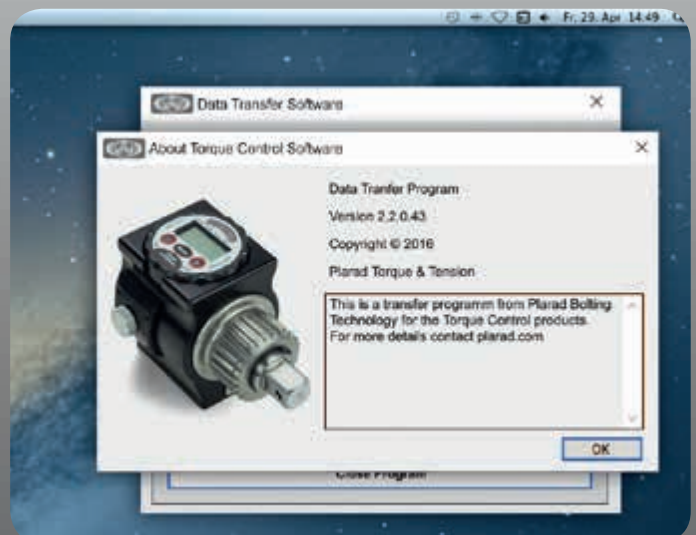 Fr. 29. Apr 14:49
Data Transfer Software
About Torque Control Software
Data Tranfer Program
Version 2.2.0.43
Copyright © 2016
Plarad Torque & Tension
This is a transfer programm from Plarad Bolting
Technology for the Torque Control products.
For more details contact plarad.com
OK
Close Program